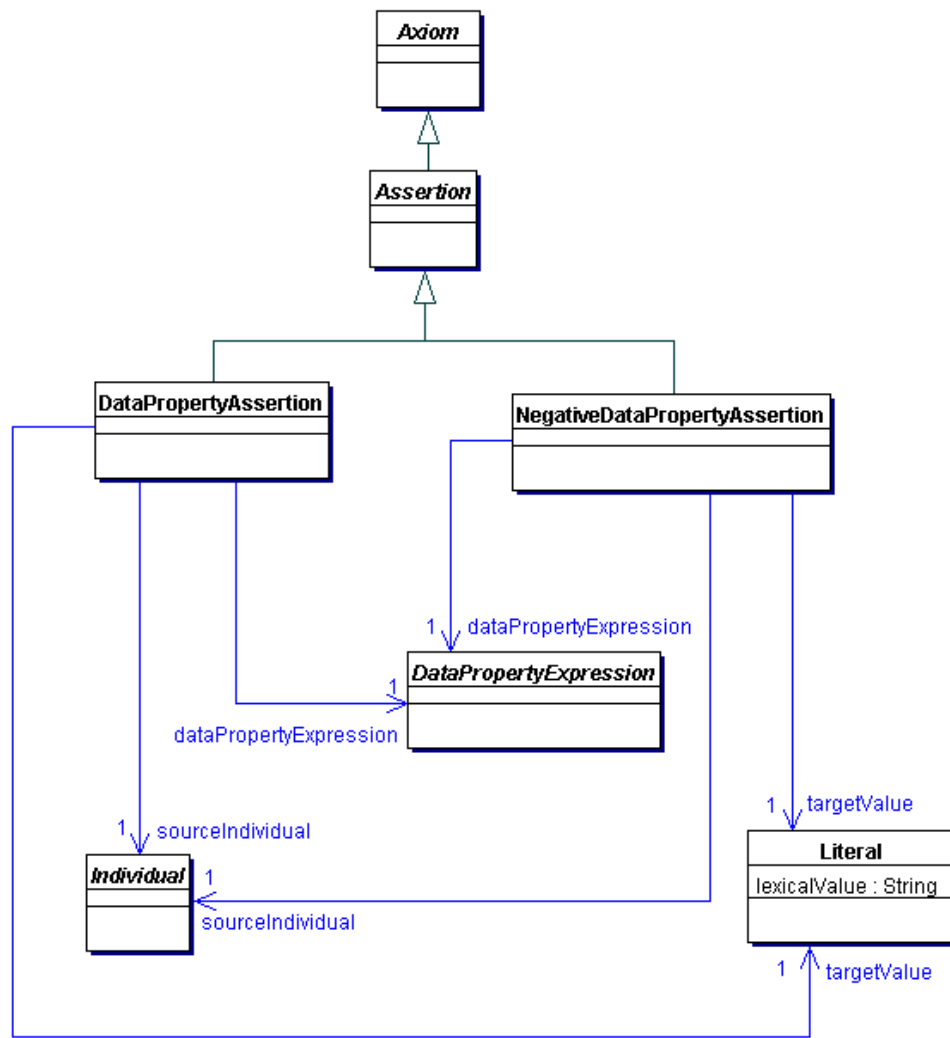 Axiom
Assertion
DataPropertyAssertion
NegativeDataPropertyAssertion
1 dataPropertyExpression
DataPropertyExpression
1
dataPropertyExpression
1 targetValue
1 sourceIndividual
Literal
Individual
1
lexicalValue : String
sourceIndividual
1 targetValue